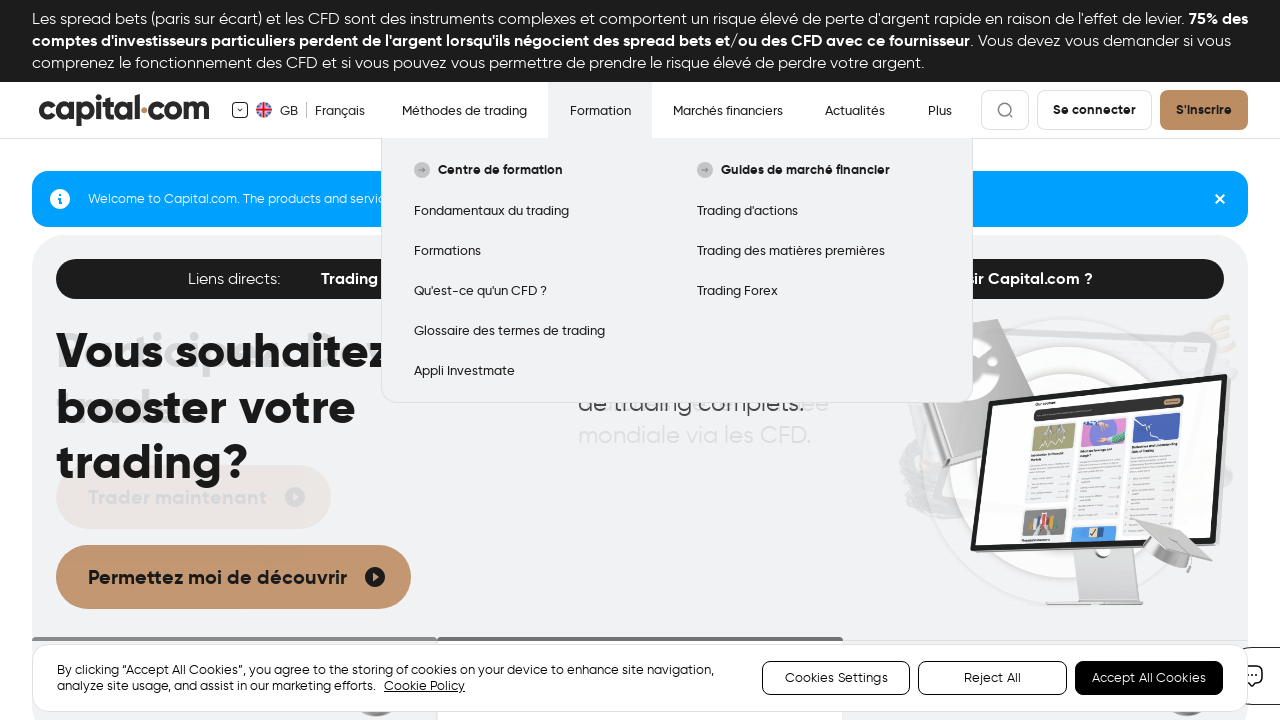 Les spread bets (paris sur écart) et les CFD sont des instruments complexes et comportent un risque élevé de perte d'argent rapide en raison de l'effet de levier. 75% des
comptes d'investisseurs particuliers perdent de l'argent lorsqu'ils négocient des spread bets et/ou des CFD avec ce fournisseur. Vous devez vous demander si vous
comprenez le fonctionnement des CFD et si vous pouvez vous permettre de prendre le risque élevé de perdre votre argent.
capital.com
GB
Français
Méthodes de trading
Formation
Marchés financiers
Actualités
Plus
Se connecter
S'inscrire
Centre de formation
Fondamentaux du trading
Formations
Qu'est-ce qu'un CFD ?
Glossaire des termes de trading
Appli Investmate
Guides de marché financier
Trading d'actions
Trading des matières premières
Trading Forex
Welcome to Capital.com. The products and servic
Liens directs:
Trading
Capital.com ?
Vous souhaitez
booster votre
trading?
de trading complets.
mondiale via les CFD.
Trader maintenant
Permettez moi de découvrir
By clicking “Accept All Cookies”, you agree to the storing of cookies on your device to enhance site navigation,
analyze site usage, and assist in our marketing efforts. Cookie Policy
Cookies Settings
Reject All
Accept All Cookies